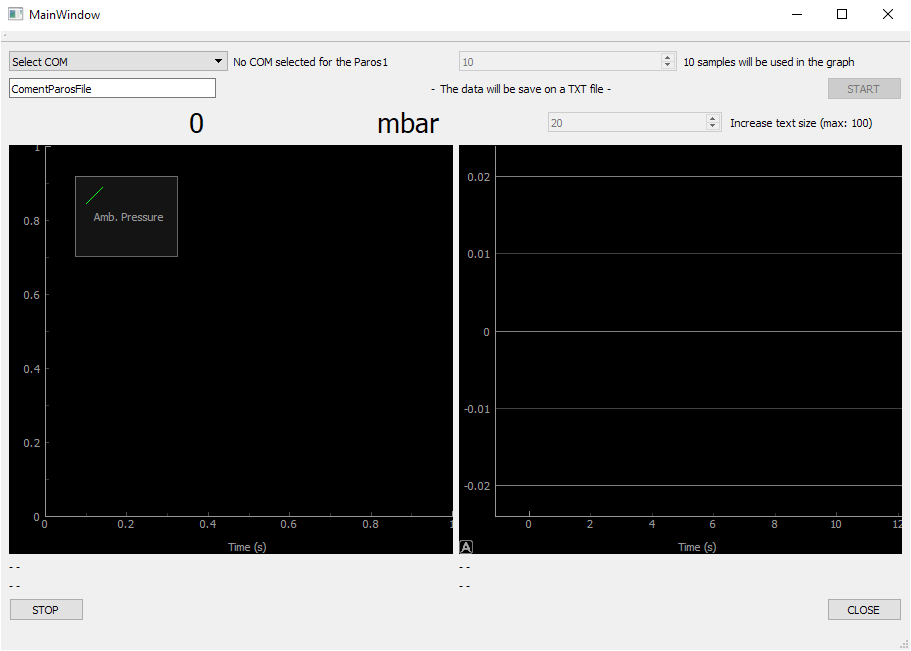 MainWindow
Select COM No COM selected for the Paros1 10 10 samples will be used in the graph
ComentParosFile - The data will be save on a TXT file - START
0 mbar 20 Increase text size (max: 100)
1
0.8
0.6
0.4
0.2
0
0 0.2 0.4 0.6 0.8 1
Amb. Pressure
Time (s)
0.02
0.01
0
-0.01
-0.02
0 2 4 6 8 10 12
A
Time (s)
- - - -
- - - -
STOP CLOSE